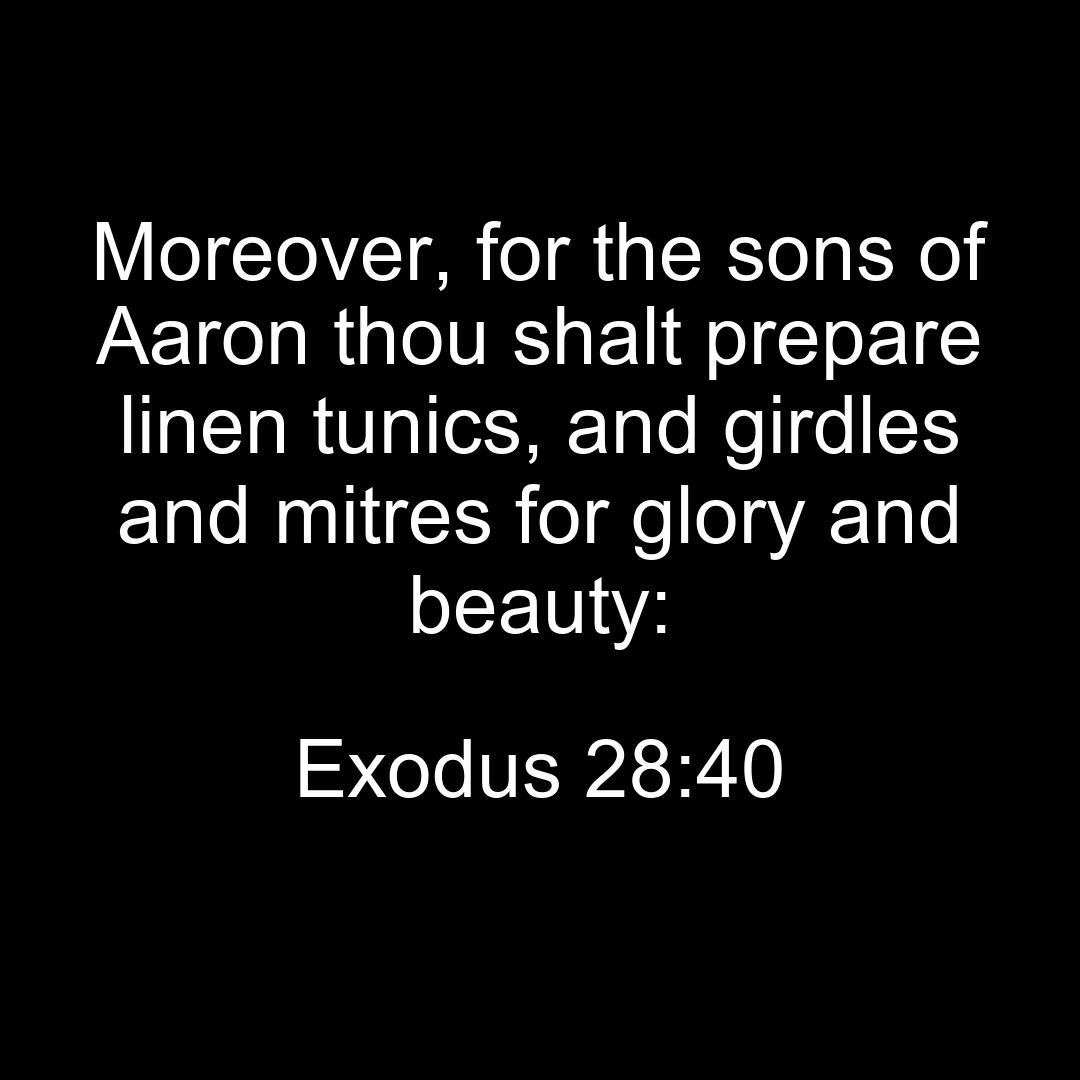 Moreover, for the sons of
Aaron thou shalt prepare
linen tunics, and girdles
and mitres for glory and
beauty:
Exodus 28:40